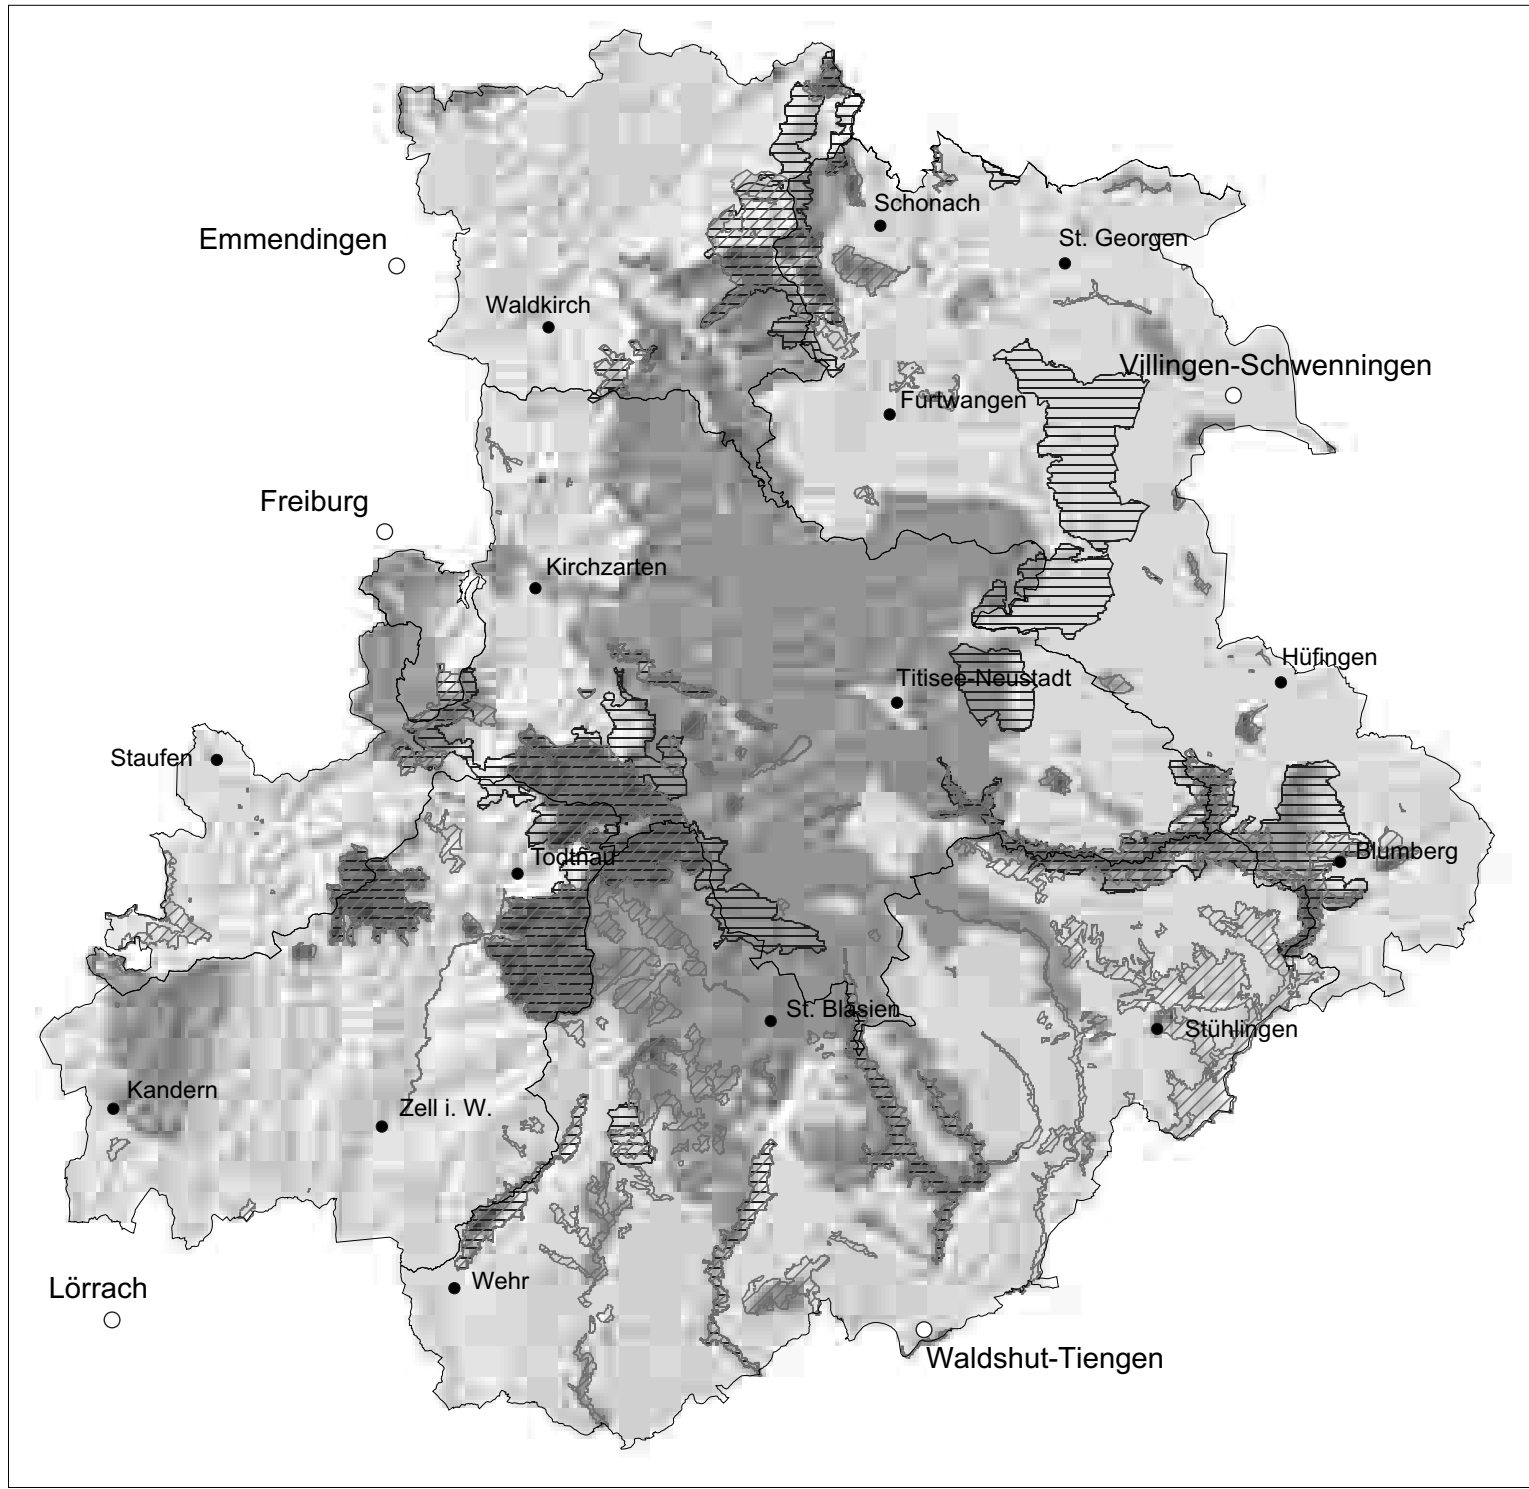 Schonach
St. Georgen
Emmendingen
Waldkirch
Villingen-Schwenningen
Furtwangen
Freiburg
Kirchzarten
Hüfingen
Titisee-Neustadt
Staufen
Todtnau
Blumberg
St. Blasien
Stühlingen
Kandern
Zell i. W.
Wehr
Lörrach
Waldshut-Tiengen